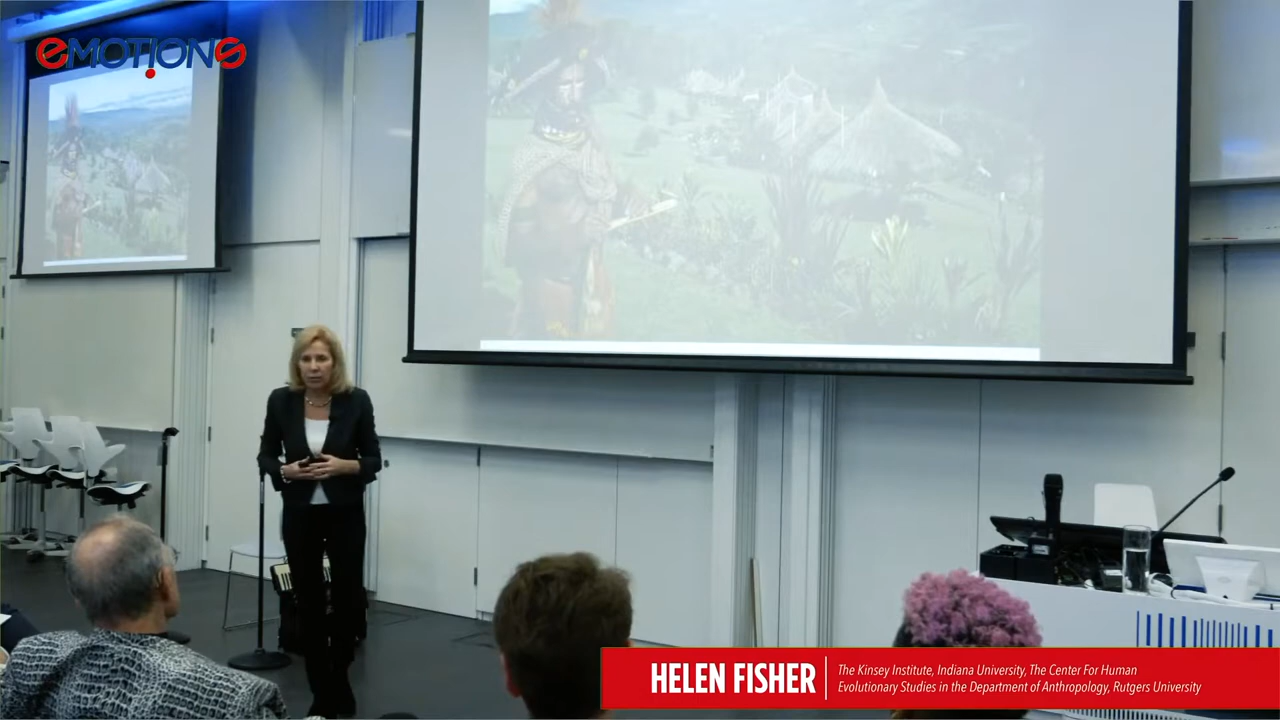 eMOTIONS
HELEN FISHER
The Kinsey Institute, Indiana University, The Center For Human
Evolutionary Studies in the Department of Anthropology, Rutgers University